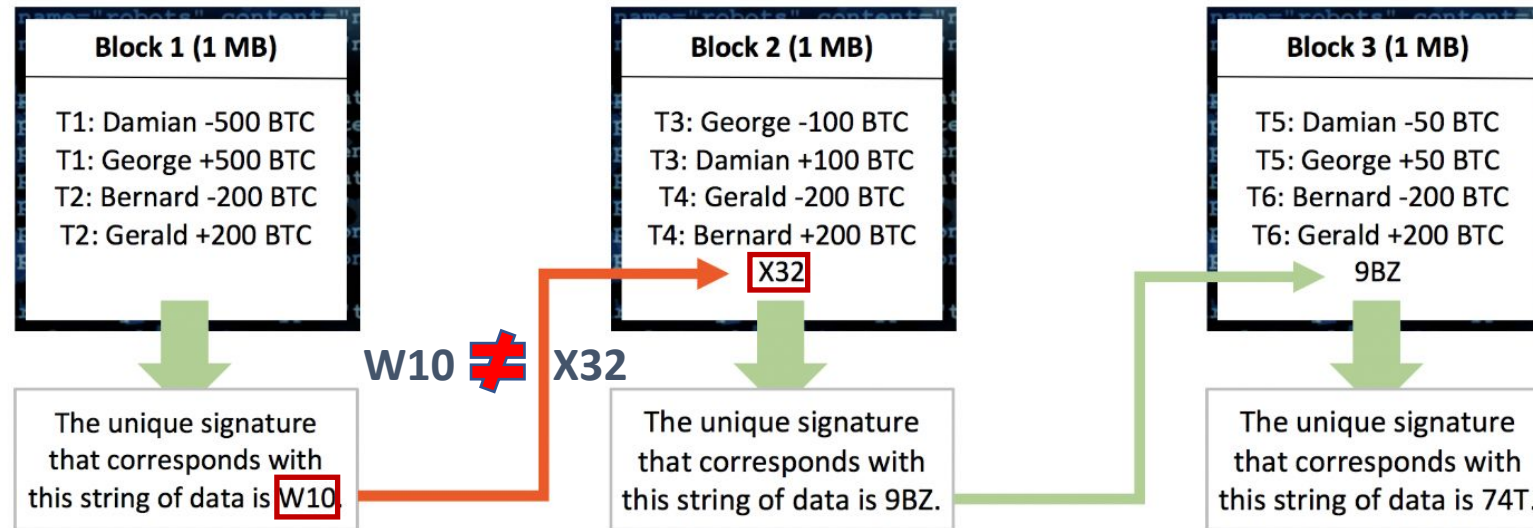 Block 1 (1 MB)
T1: Damian -500 BTC
T1: George +500 BTC
T2: Bernard -200 BTC
T2: Gerald +200 BTC
The unique signature
that corresponds with
this string of data is W10.
W10 ≠ X32
Block 2 (1 MB)
T3: George -100 BTC
T3: Damian +100 BTC
T4: Gerald -200 BTC
T4: Bernard +200 BTC
X32
The unique signature
that corresponds with
this string of data is 9BZ.
Block 3 (1 MB)
T5: Damian -50 BTC
T5: George +50 BTC
T6: Bernard -200 BTC
T6: Gerald +200 BTC
9BZ
The unique signature
that corresponds with
this string of data is 74T.